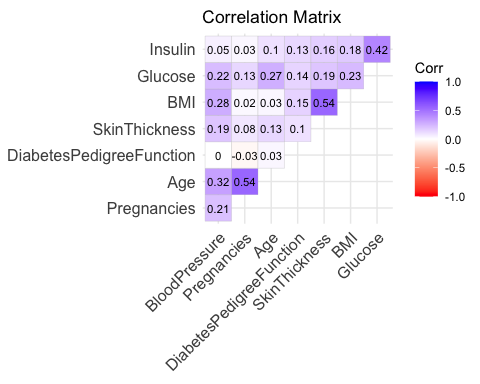 Correlation Matrix
Insulin 0.05 0.03 0.1 0.13 0.16 0.18 0.42
Glucose 0.22 0.13 0.27 0.14 0.19 0.23
BMI 0.28 0.02 0.03 0.15 0.54
SkinThickness 0.19 0.08 0.13 0.1
DiabetesPedigreeFunction 0 -0.03 0.03
Age 0.32 0.54
Pregnancies 0.21
BloodPressure
Pregnancies
Age
DiabetesPedigreeFunction
SkinThickness
BMI
Glucose
Corr
1.0
0.5
0.0
-0.5
-1.0